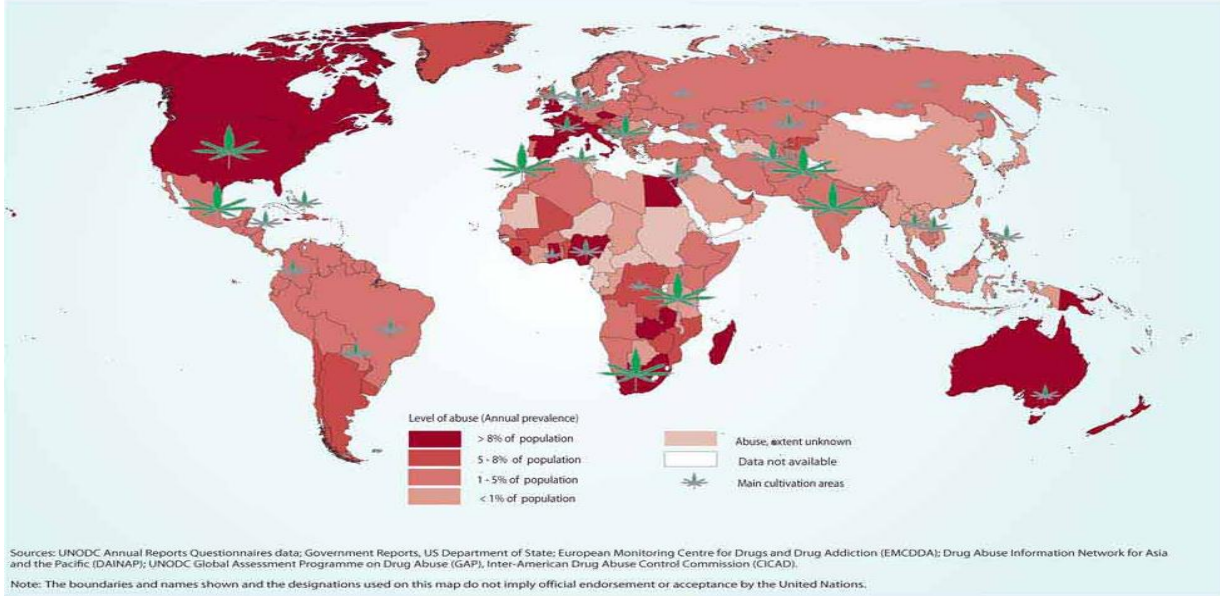 Level of abuse (Annual prevalence)
> 8% of population
5 - 8% of population
1 - 5% of population
< 1% of population
Abuse, extent unknown
Data not available
Main cultivation areas
Sources: UNODC Annual Reports Questionnaires data; Government Reports, US Department of State; European Monitoring Centre for Drugs and Drug Addiction (EMCDDA); Drug Abuse Information Network for Asia
and the Pacific (DAINAP); UNODC Global Assessment Programme on Drug Abuse (GAP), Inter-American Drug Abuse Control Commission (CICAD).
Note: The boundaries and names shown and the designations used on this map do not imply official endorsement or acceptance by the United Nations.